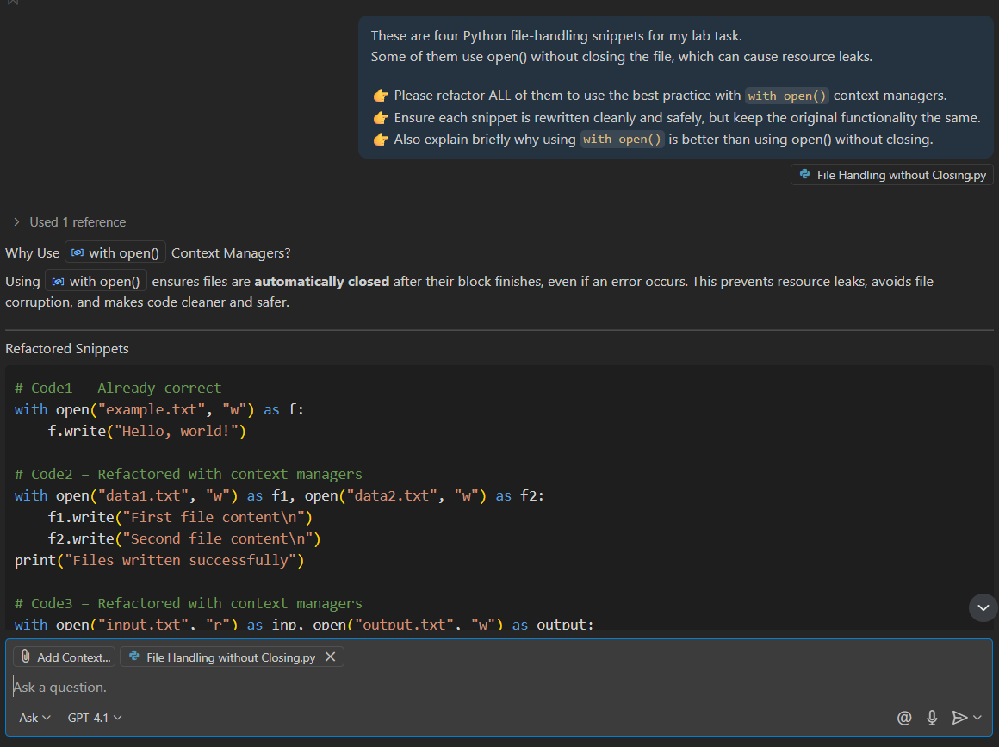 These are four Python file-handling snippets for my lab task.
Some of them use open() without closing the file, which can cause resource leaks.
👉 Please refactor ALL of them to use the best practice with with open() context managers.
👉 Ensure each snippet is rewritten cleanly and safely, but keep the original functionality the same.
👉 Also explain briefly why using with open() is better than using open() without closing.
File Handling without Closing.py
Used 1 reference
Why Use with open() Context Managers?
Using with open() ensures files are automatically closed after their block finishes, even if an error occurs. This prevents resource leaks, avoids file
corruption, and makes code cleaner and safer.
Refactored Snippets
# Code1 – Already correct
with open("example.txt", "w") as f:
    f.write("Hello, world!")
# Code2 – Refactored with context managers
with open("data1.txt", "w") as f1, open("data2.txt", "w") as f2:
    f1.write("First file content\n")
    f2.write("Second file content\n")
print("Files written successfully")
# Code3 – Refactored with context managers
with open("input.txt", "r") as inp, open("output.txt", "w") as output:
Add Context...
File Handling without Closing.py
Ask a question.
Ask
GPT-4.1